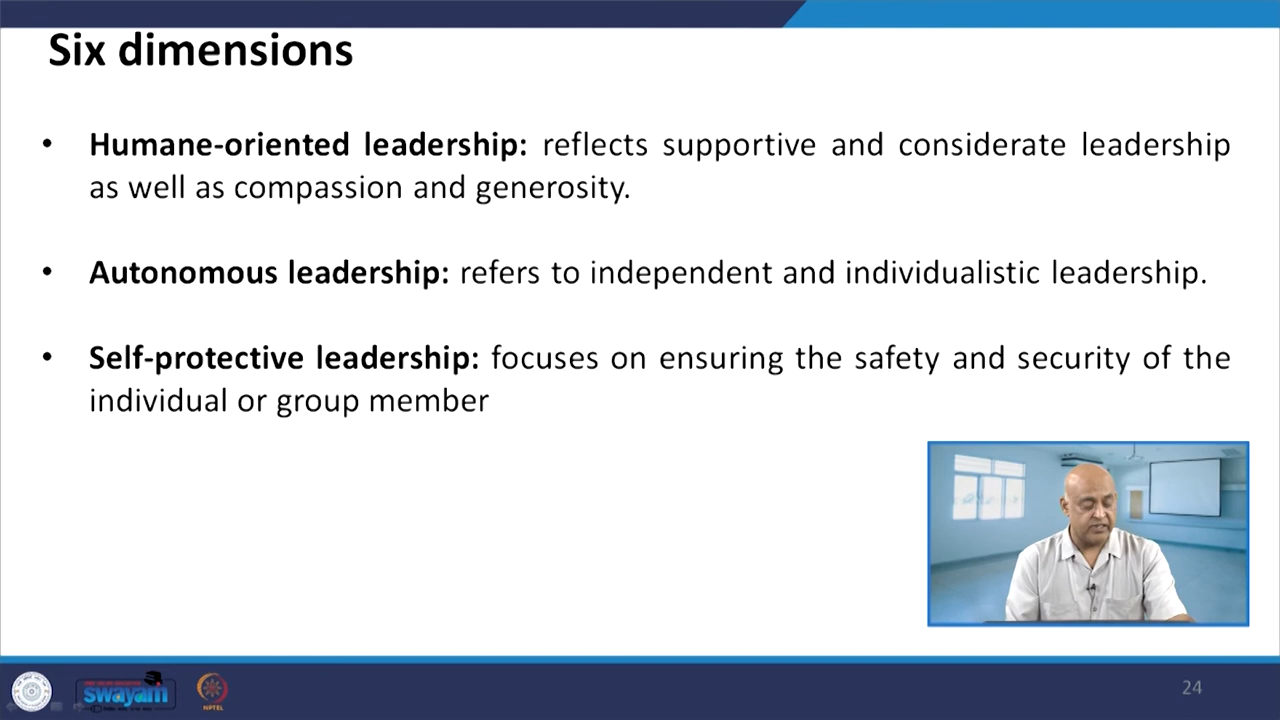 Six dimensions
• Humane-oriented leadership: reflects supportive and considerate leadership
as well as compassion and generosity.
• Autonomous leadership: refers to independent and individualistic leadership.
• Self-protective leadership: focuses on ensuring the safety and security of the
individual or group member
swayam
NPTEL
24